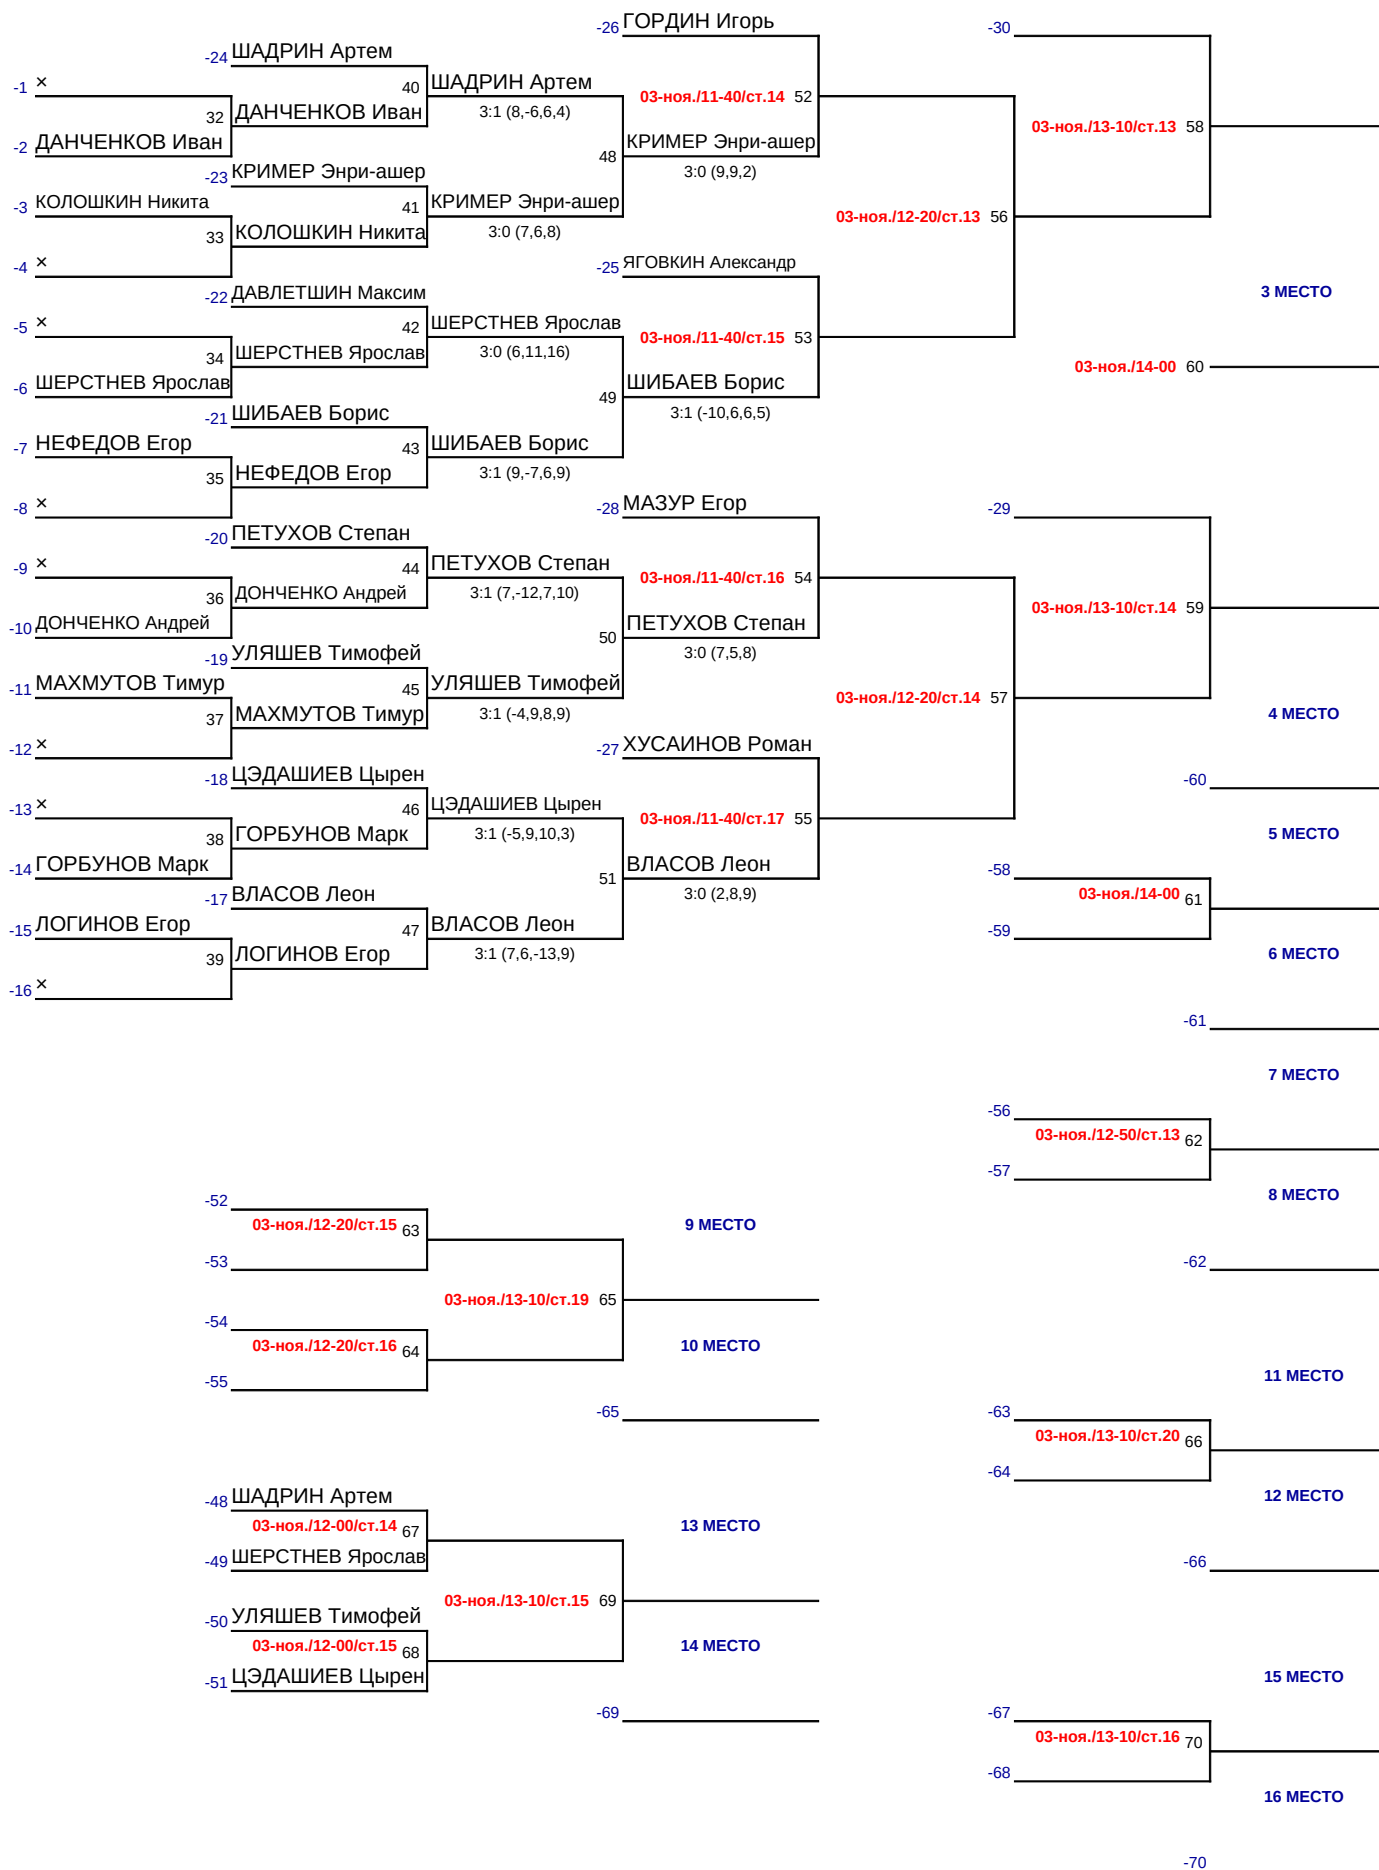 -26 ГОРДИН Игорь
-30
-24 ШАДРИН Артем
-1 ×
40 ШАДРИН Артем
03-ноя./11-40/ст.14 52
3:1 (8,-6,6,4)
32 ДАНЧЕНКОВ Иван
03-ноя./13-10/ст.13 58
-2 ДАНЧЕНКОВ Иван
КРИМЕР Энри-ашер
48
-23 КРИМЕР Энри-ашер
3:0 (9,9,2)
-3 КОЛОШКИН Никита
41 КРИМЕР Энри-ашер
03-ноя./12-20/ст.13 56
33 КОЛОШКИН Никита
3:0 (7,6,8)
-4 ×
-25 ЯГОВКИН Александр
-22 ДАВЛЕТШИН Максим
3 МЕСТО
-5 ×
42 ШЕРСТНЕВ Ярослав
03-ноя./11-40/ст.15 53
34 ШЕРСТНЕВ Ярослав
3:0 (6,11,16)
03-ноя./14-00 60
-6 ШЕРСТНЕВ Ярослав
49 ШИБАЕВ Борис
-21 ШИБАЕВ Борис
3:1 (-10,6,6,5)
-7 НЕФЕДОВ Егор
43 ШИБАЕВ Борис
35 НЕФЕДОВ Егор
3:1 (9,-7,6,9)
-8 ×
-28 МАЗУР Егор
-29
-20 ПЕТУХОВ Степан
-9 ×
44 ПЕТУХОВ Степан
03-ноя./11-40/ст.16 54
36 ДОНЧЕНКО Андрей
3:1 (7,-12,7,10)
03-ноя./13-10/ст.14 59
-10 ДОНЧЕНКО Андрей
50 ПЕТУХОВ Степан
-19 УЛЯШЕВ Тимофей
3:0 (7,5,8)
-11 МАХМУТОВ Тимур
45 УЛЯШЕВ Тимофей
03-ноя./12-20/ст.14 57
37 МАХМУТОВ Тимур
3:1 (-4,9,8,9)
4 МЕСТО
-12 ×
-27 ХУСАИНОВ Роман
-18 ЦЭДАШИЕВ Цырен
-60
-13 ×
46 ЦЭДАШИЕВ Цырен
03-ноя./11-40/ст.17 55
38 ГОРБУНОВ Марк
3:1 (-5,9,10,3)
5 МЕСТО
-14 ГОРБУНОВ Марк
51 ВЛАСОВ Леон
-58
-17 ВЛАСОВ Леон
3:0 (2,8,9)
03-ноя./14-00 61
-15 ЛОГИНОВ Егор
47 ВЛАСОВ Леон
-59
39 ЛОГИНОВ Егор
3:1 (7,6,-13,9)
6 МЕСТО
-16 ×
-61
7 МЕСТО
-56
03-ноя./12-50/ст.13 62
-57
-52
8 МЕСТО
03-ноя./12-20/ст.15 63
9 МЕСТО
-53
-62
03-ноя./13-10/ст.19 65
-54
03-ноя./12-20/ст.16 64
10 МЕСТО
-55
11 МЕСТО
-65
-63
03-ноя./13-10/ст.20 66
-64
-48 ШАДРИН Артем
12 МЕСТО
03-ноя./12-00/ст.14 67
13 МЕСТО
-49 ШЕРСТНЕВ Ярослав
-66
03-ноя./13-10/ст.15 69
-50 УЛЯШЕВ Тимофей
03-ноя./12-00/ст.15 68
14 МЕСТО
-51 ЦЭДАШИЕВ Цырен
15 МЕСТО
-69
-67
03-ноя./13-10/ст.16 70
-68
16 МЕСТО
-70